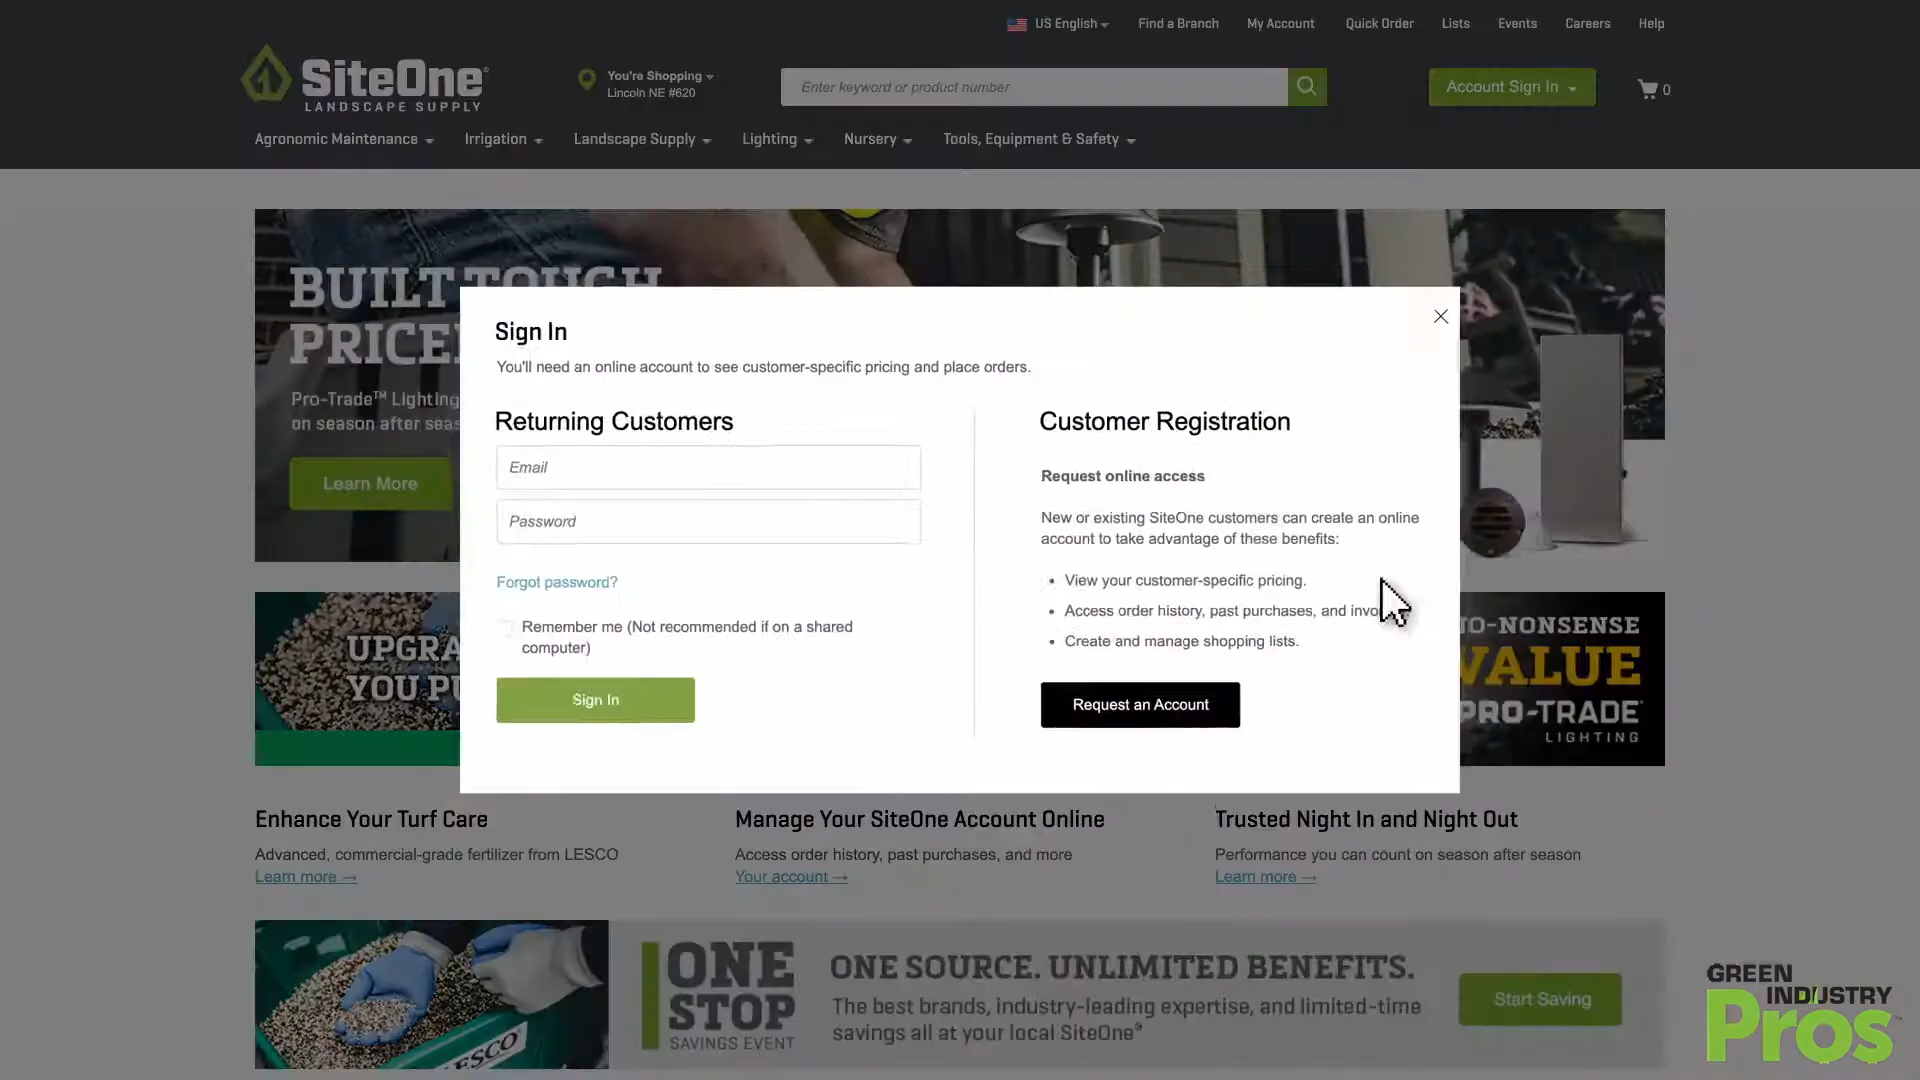 US English
Find a Branch
My Account
Quick Order
Lists
Events
Careers
Help
SiteOne
LANDSCAPE SUPPLY
You're Shopping
Lincoln NE #620
Enter keyword or product number
Account Sign In
0
Agronomic Maintenance
Irrigation
Landscape Supply
Lighting
Nursery
Tools, Equipment & Safety
BUILT TOUGH
PRICE
Pro-Trade™ Lighting
on season after seas
Learn More
Sign In
You'll need an online account to see customer-specific pricing and place orders.
Returning Customers
Email
Password
Forgot password?
Remember me (Not recommended if on a shared
computer)
Sign In
Customer Registration
Request online access
New or existing SiteOne customers can create an online
account to take advantage of these benefits:
• View your customer-specific pricing.
• Access order history, past purchases, and invo
• Create and manage shopping lists.
Request an Account
UPGRA
YOU PU
NO-NONSENSE
VALUE
PRO-TRADE
LIGHTING
Enhance Your Turf Care
Advanced, commercial-grade fertilizer from LESCO
Learn more →
Manage Your SiteOne Account Online
Access order history, past purchases, and more
Your account →
Trusted Night In and Night Out
Performance you can count on season after season
Learn more →
LESCO
ONE
STOP
SAVINGS EVENT
ONE SOURCE. UNLIMITED BENEFITS.
The best brands, industry-leading expertise, and limited-time
savings all at your local SiteOne®
Start Saving
GREEN
INDUSTRY
Pros